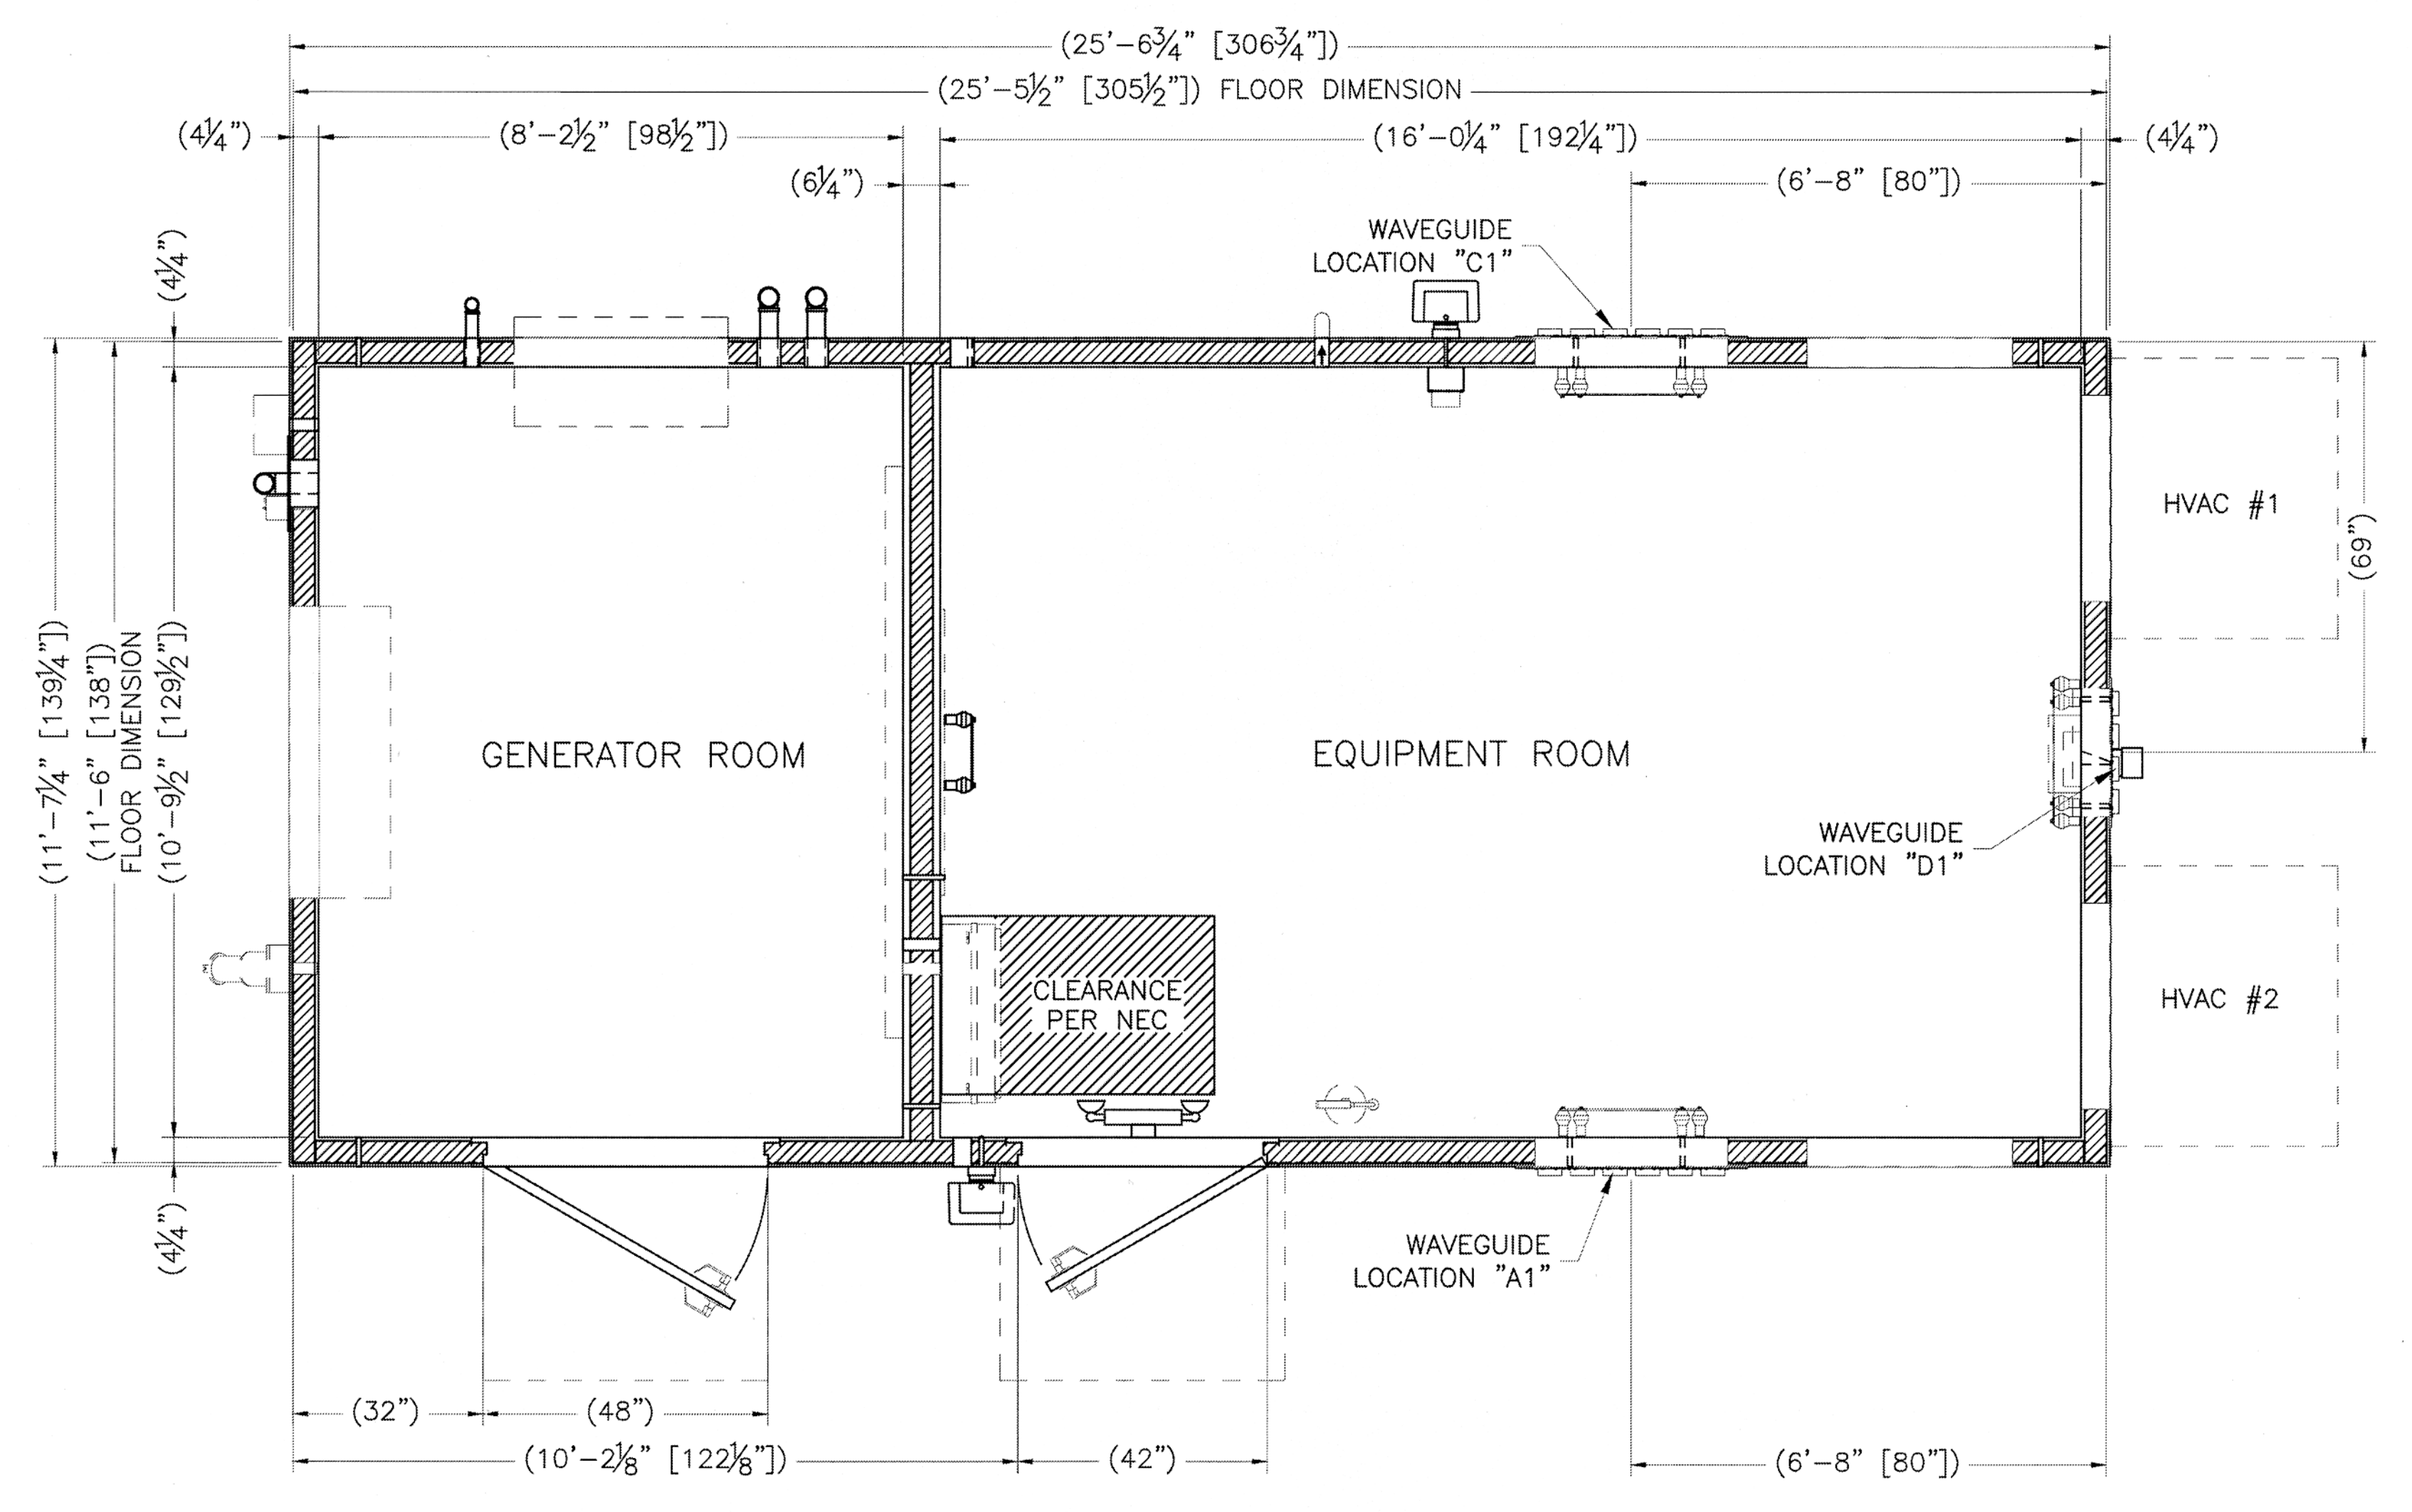 (25'-6¾" [306¾"])
(25'-5½" [305½"]) FLOOR DIMENSION
(4¼")
(8'-2½" [98½"])
(16'-0¼" [192¼"])
(4¼")
(6¼")
(6'-8" [80"])
WAVEGUIDE
LOCATION "C1"
(4¼")
HVAC #1
(69")
(11'-7¼" [139¼"])
(11'-6" [138"])
FLOOR DIMENSION
(10'-9½" [129½"])
GENERATOR ROOM
EQUIPMENT ROOM
WAVEGUIDE
LOCATION "D1"
CLEARANCE
PER NEC
HVAC #2
(4¼")
WAVEGUIDE
LOCATION "A1"
(32")
(48")
(10'-2⅛" [122⅛"])
(42")
(6'-8" [80"])